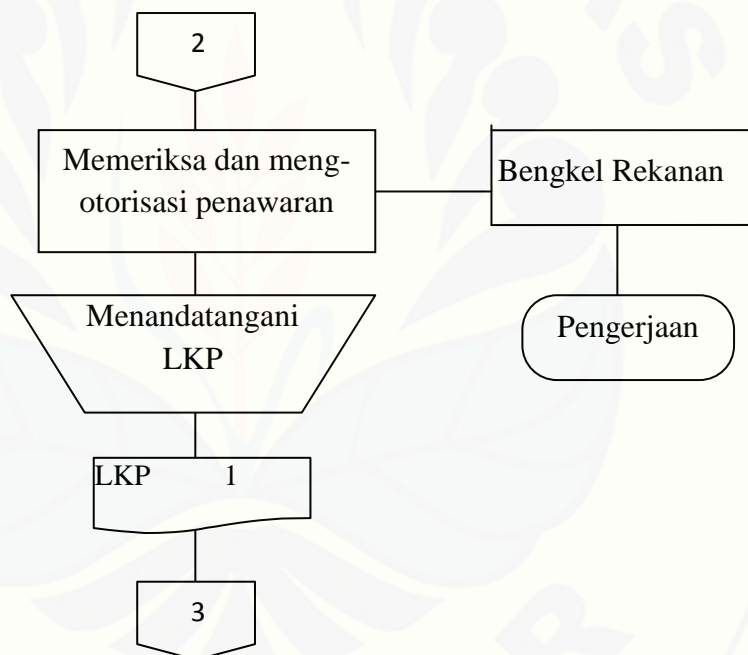 2
Memeriksa dan meng-
otorisasi penawaran
Bengkel Rekanan
Menandatangani
LKP
Pengerjaan
LKP 1
3